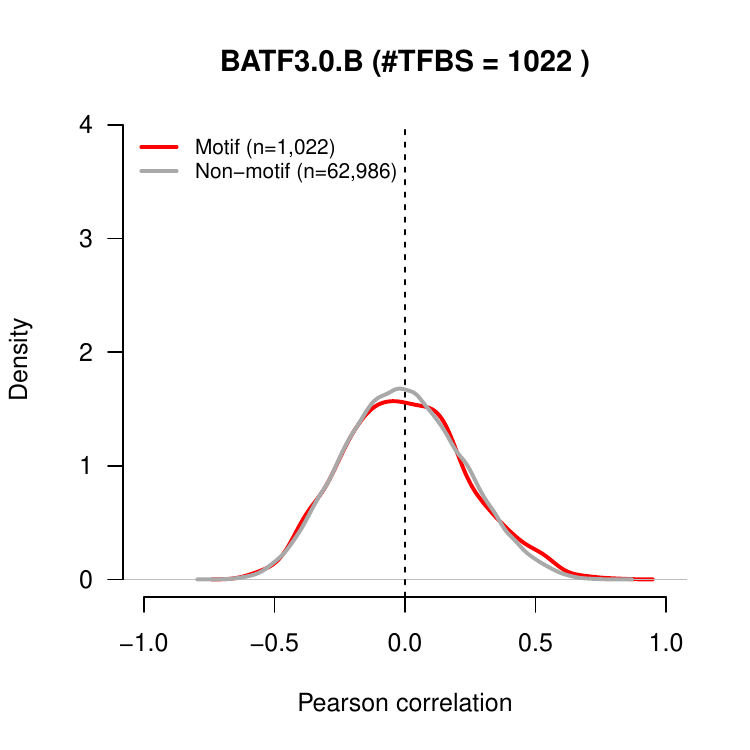 BATF3.0.B (#TFBS = 1022 )
4
3
2
1
0
Density
Motif (n=1,022)
Non−motif (n=62,986)
−1.0
−0.5
0.0
0.5
1.0
Pearson correlation